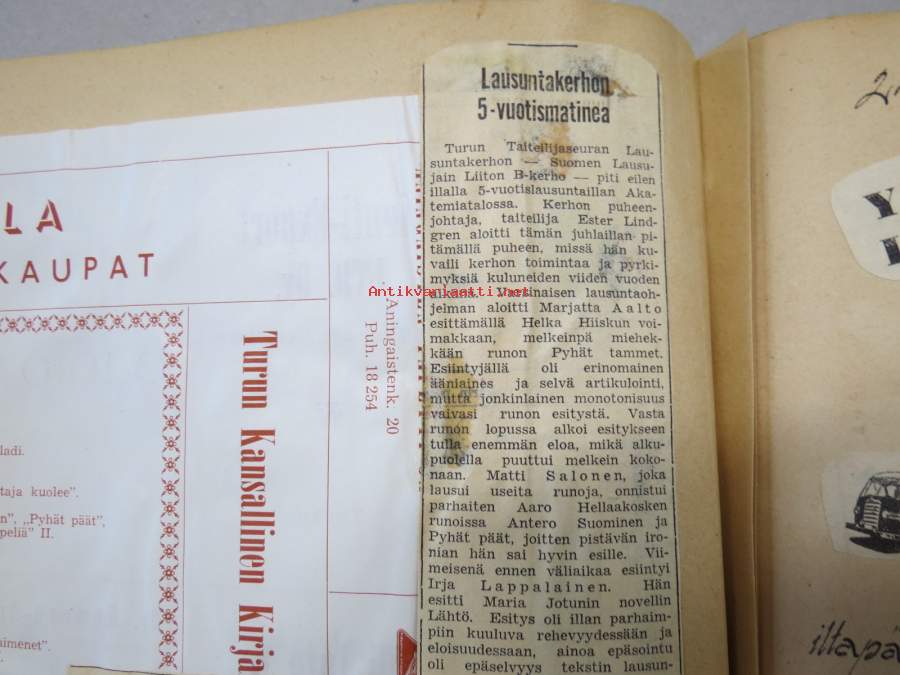 LA
KAUPAT
Turun Kansallinen Kirja
Aningaistenk. 20
Puh. 18 254
ladi.
taja kuolee".
n", „Pyhät päät",
peliä" II.
aimenet".
Lausuntakerhon
5-vuotismatinea
Turun Taiteilijaseuran Lau-
suntakerhon — Suomen Lausu-
jain Liiton B-kerho — piti eilen
illalla 5-vuotislausuntaillan Aka-
temiatalossa. Kerhon puheen-
johtaja, taiteilija Ester Lind-
gren aloitti tämän juhlaillan pi-
tämällä puheen, missä hän ku-
vaili kerhon toimintaa ja pyrki-
myksiä kuluneiden viiden vuoden
aikana. Varsinaisen lausuntaoh-
jelman aloitti Marjatta Aalto
esittämällä Helka Hiiskun voi-
makkaan, melkeinpä miehek-
kään runon Pyhät tammet.
Esiintyjällä oli erinomainen
ääniaines ja selvä artikulointi,
mutta jonkinlainen monotonisuus
vaivasi runon esitystä. Vasta
runon lopussa alkoi esitykseen
tulla enemmän eloa, mikä alku-
puolella puuttui melkein koko-
naan. Matti Salonen, joka
lausui useita runoja, onnistui
parhaiten Aaro Hellaakosken
runoissa Antero Suominen ja
Pyhät päät, joitten pistävän iro-
nian hän sai hyvin esille. Vii-
meisenä ennen väliaikaa esiintyi
Irja Lappalainen. Hän
esitti Maria Jotunin novellin
Lähtö. Esitys oli illan parhaim-
piin kuuluva rehevyydessään ja
eloisuudessaan, ainoa epäsointu
oli epäselvyys tekstin lausun-
Antikvariaatti.net
iltapä